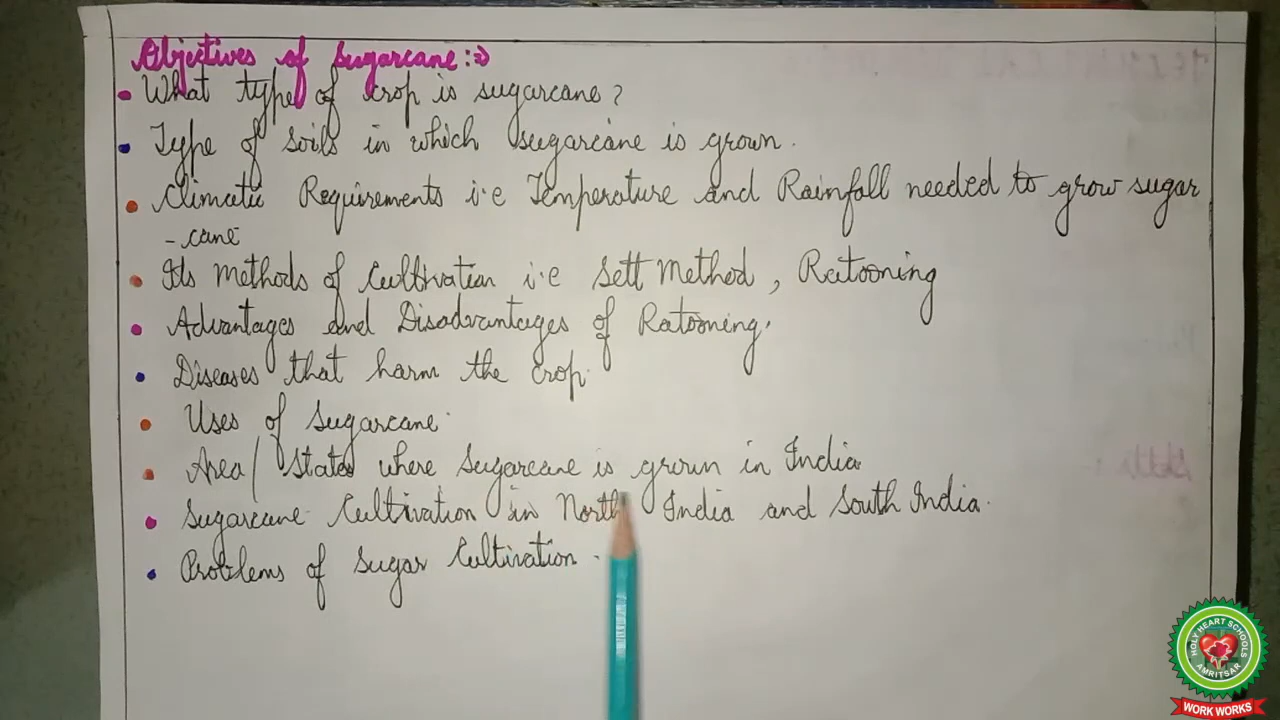 Objectives of Sugarcane:⇒
• What type of crop is sugarcane?
• Type of Soils in which sugarcane is grown.
• Climatic Requirements i.e Temperature and Rainfall needed to grow sugar
- cane
• Its Methods of Cultivation i.e Sett Method, Ratooning
• Advantages and Disadvantages of Ratooning.
• Diseases that harm the crop.
• Uses of Sugarcane.
• Area/ States where Sugarcane is grown in India.
• Sugarcane Cultivation in North India and South India.
• Problems of Sugar Cultivation.
HOLY HEART SCHOOLS
AMRITSAR
WORK WORKS